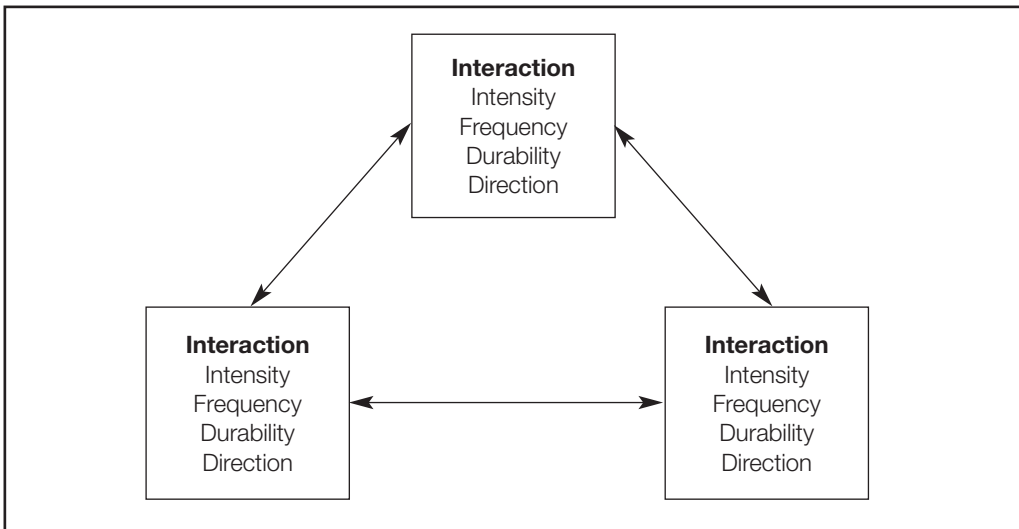 Interaction
Intensity
Frequency
Durability
Direction
Interaction
Intensity
Frequency
Durability
Direction
Interaction
Intensity
Frequency
Durability
Direction